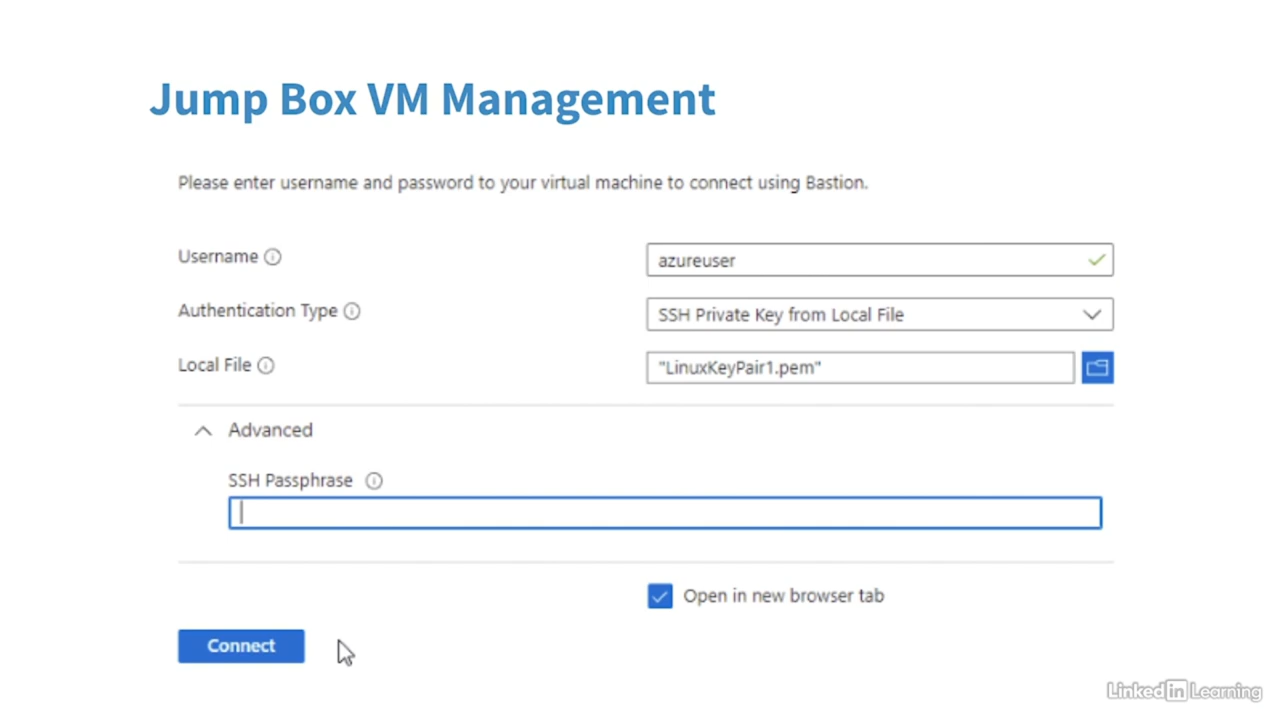 Jump Box VM Management
Please enter username and password to your virtual machine to connect using Bastion.
Username
azureuser
Authentication Type
SSH Private Key from Local File
Local File
"LinuxKeyPair1.pem"
Advanced
SSH Passphrase
Open in new browser tab
Connect
Linked in Learning